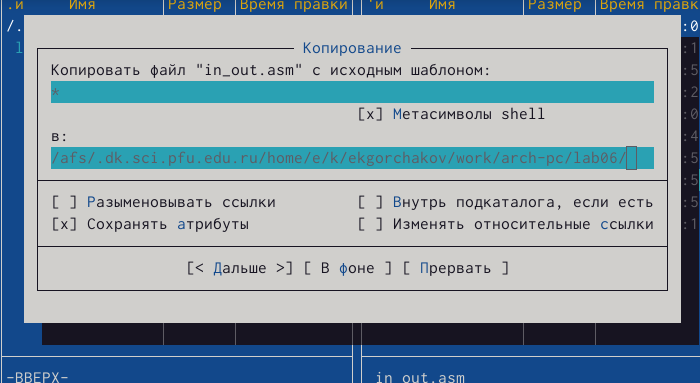 .и Имя Размер Время правки 'и Имя Размер Время правк
/.
Копирование
Копировать файл "in_out.asm" с исходным шаблоном:
*
[x] Метасимволы shell
в:
/afs/.dk.sci.pfu.edu.ru/home/e/k/ekgorchakov/work/arch-pc/lab06/
[ ] Разыменовывать ссылки [ ] Внутрь подкаталога, если есть
[x] Сохранять атрибуты [ ] Изменять относительные ссылки
[< Дальше >] [ В фоне ] [ Прервать ]
-ВВЕРХ- in_out.asm